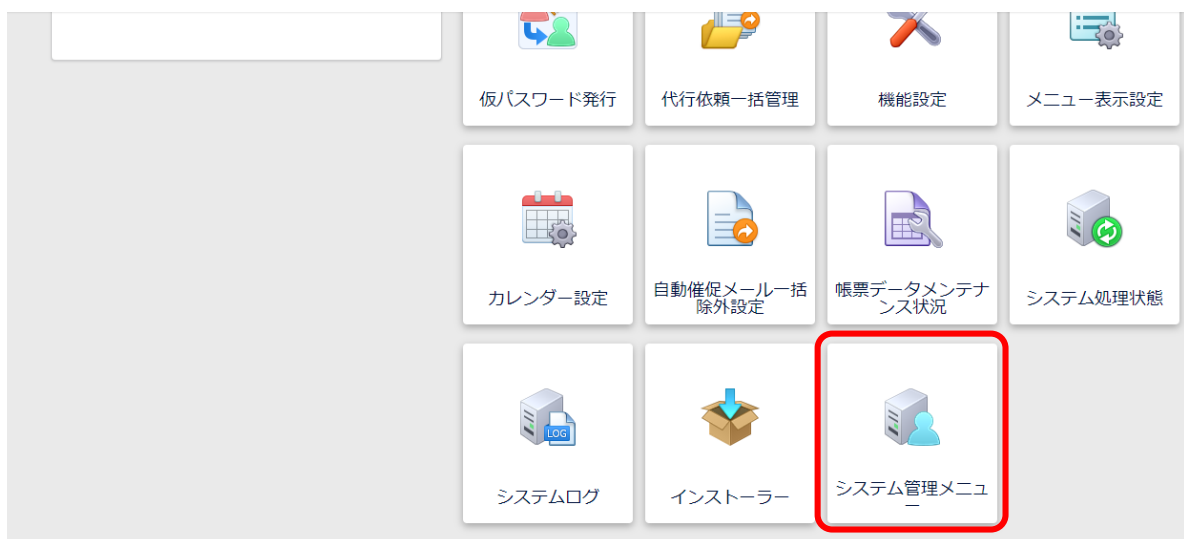 仮パスワード発行
代行依頼一括管理
機能設定
メニュー表示設定
カレンダー設定
自動催促メール一括
除外設定
帳票データメンテナ
ンス状況
システム処理状態
LOG
システムログ
インストーラー
システム管理メニュ
ー